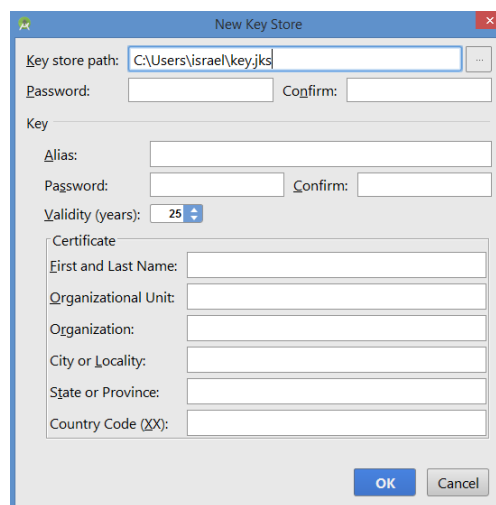 New Key Store
Key store path: C:\Users\israel\key.jks ...
Password: Confirm:
Key
Alias:
Password: Confirm:
Validity (years): 25
Certificate
First and Last Name:
Organizational Unit:
Organization:
City or Locality:
State or Province:
Country Code (XX):
OK Cancel